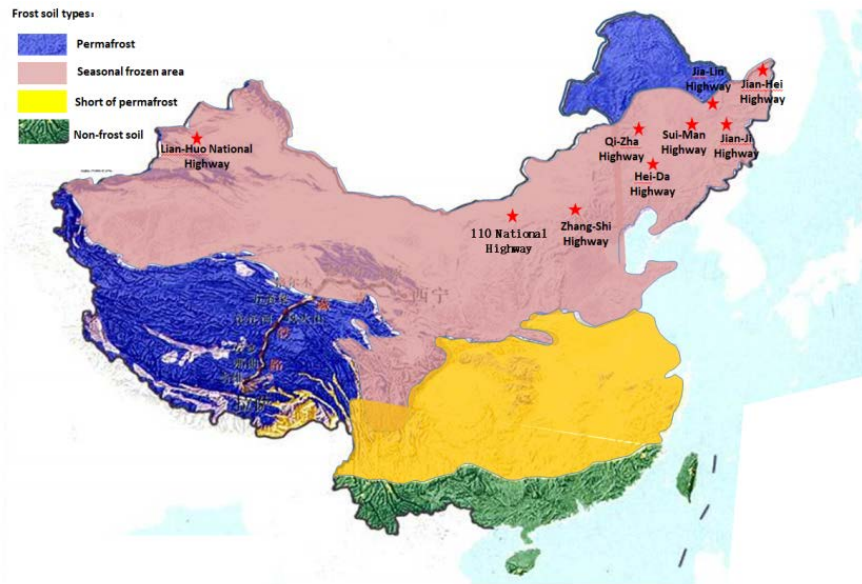 Frost soil types:
Permafrost
Seasonal frozen area
Short of permafrost
Non-frost soil
Lian-Huo National
Highway
Jia-Lin
Highway
Jian-Hei
Highway
Qi-Zha
Highway
Sui-Man
Highway
Jian-Ji
Highway
Hei-Da
Highway
110 National
Highway
Zhang-Shi
Highway
西宁